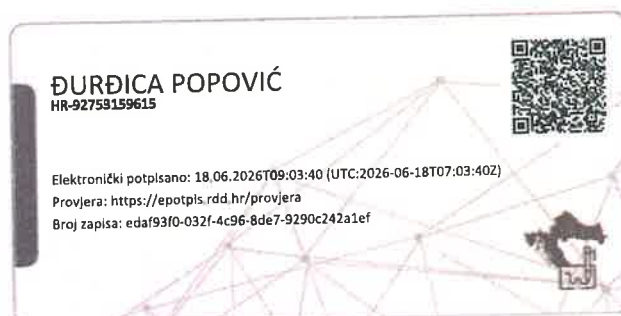 ĐURĐICA POPOVIĆ
HR-92753159615
Elektronički potpisano: 18.06.2026T09:03:40 (UTC:2026-06-18T07:03:40Z)
Provjera: https://epotpis.rdd.hr/provjera
Broj zapisa: edaf93f0-032f-4c96-8de7-9290c242a1ef